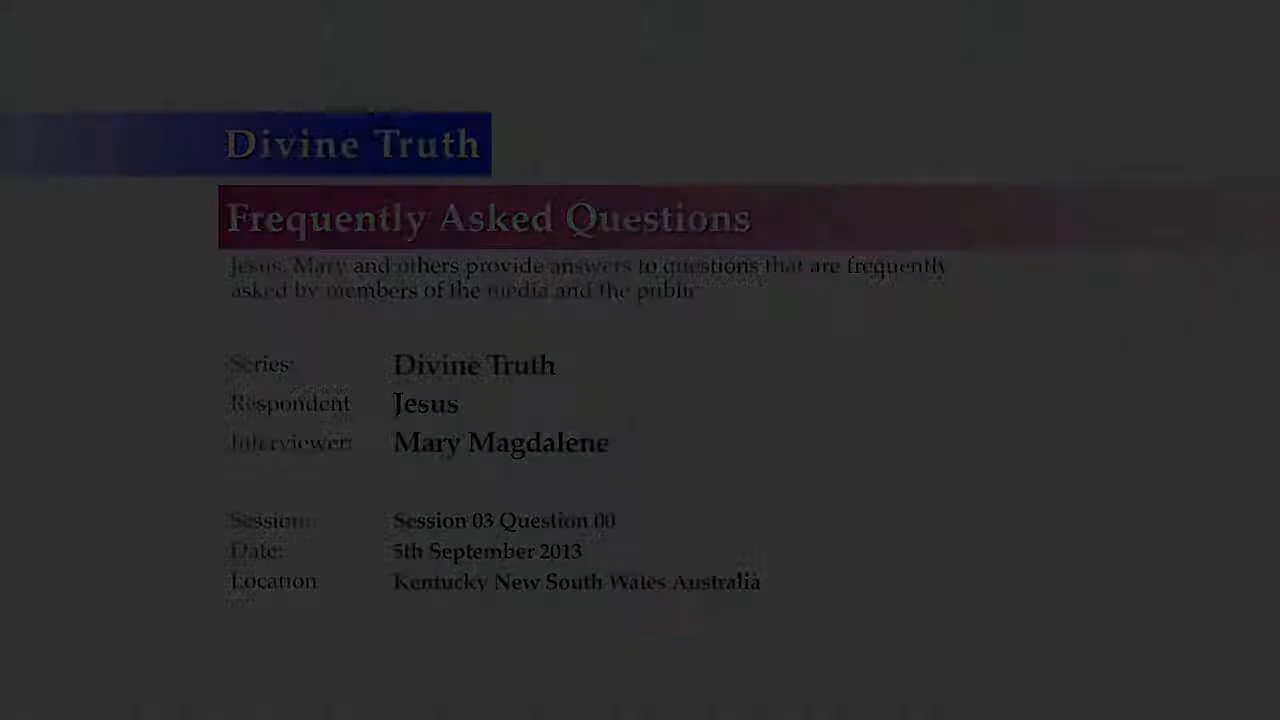 Divine Truth
Frequently Asked Questions
Jesus, Mary and others provide answers to questions that are frequently
asked by members of the media and the public
Series: Divine Truth
Respondent Jesus
Interviewer: Mary Magdalene
Session: Session 03 Question 00
Date: 5th September 2013
Location Kentucky New South Wales Australia